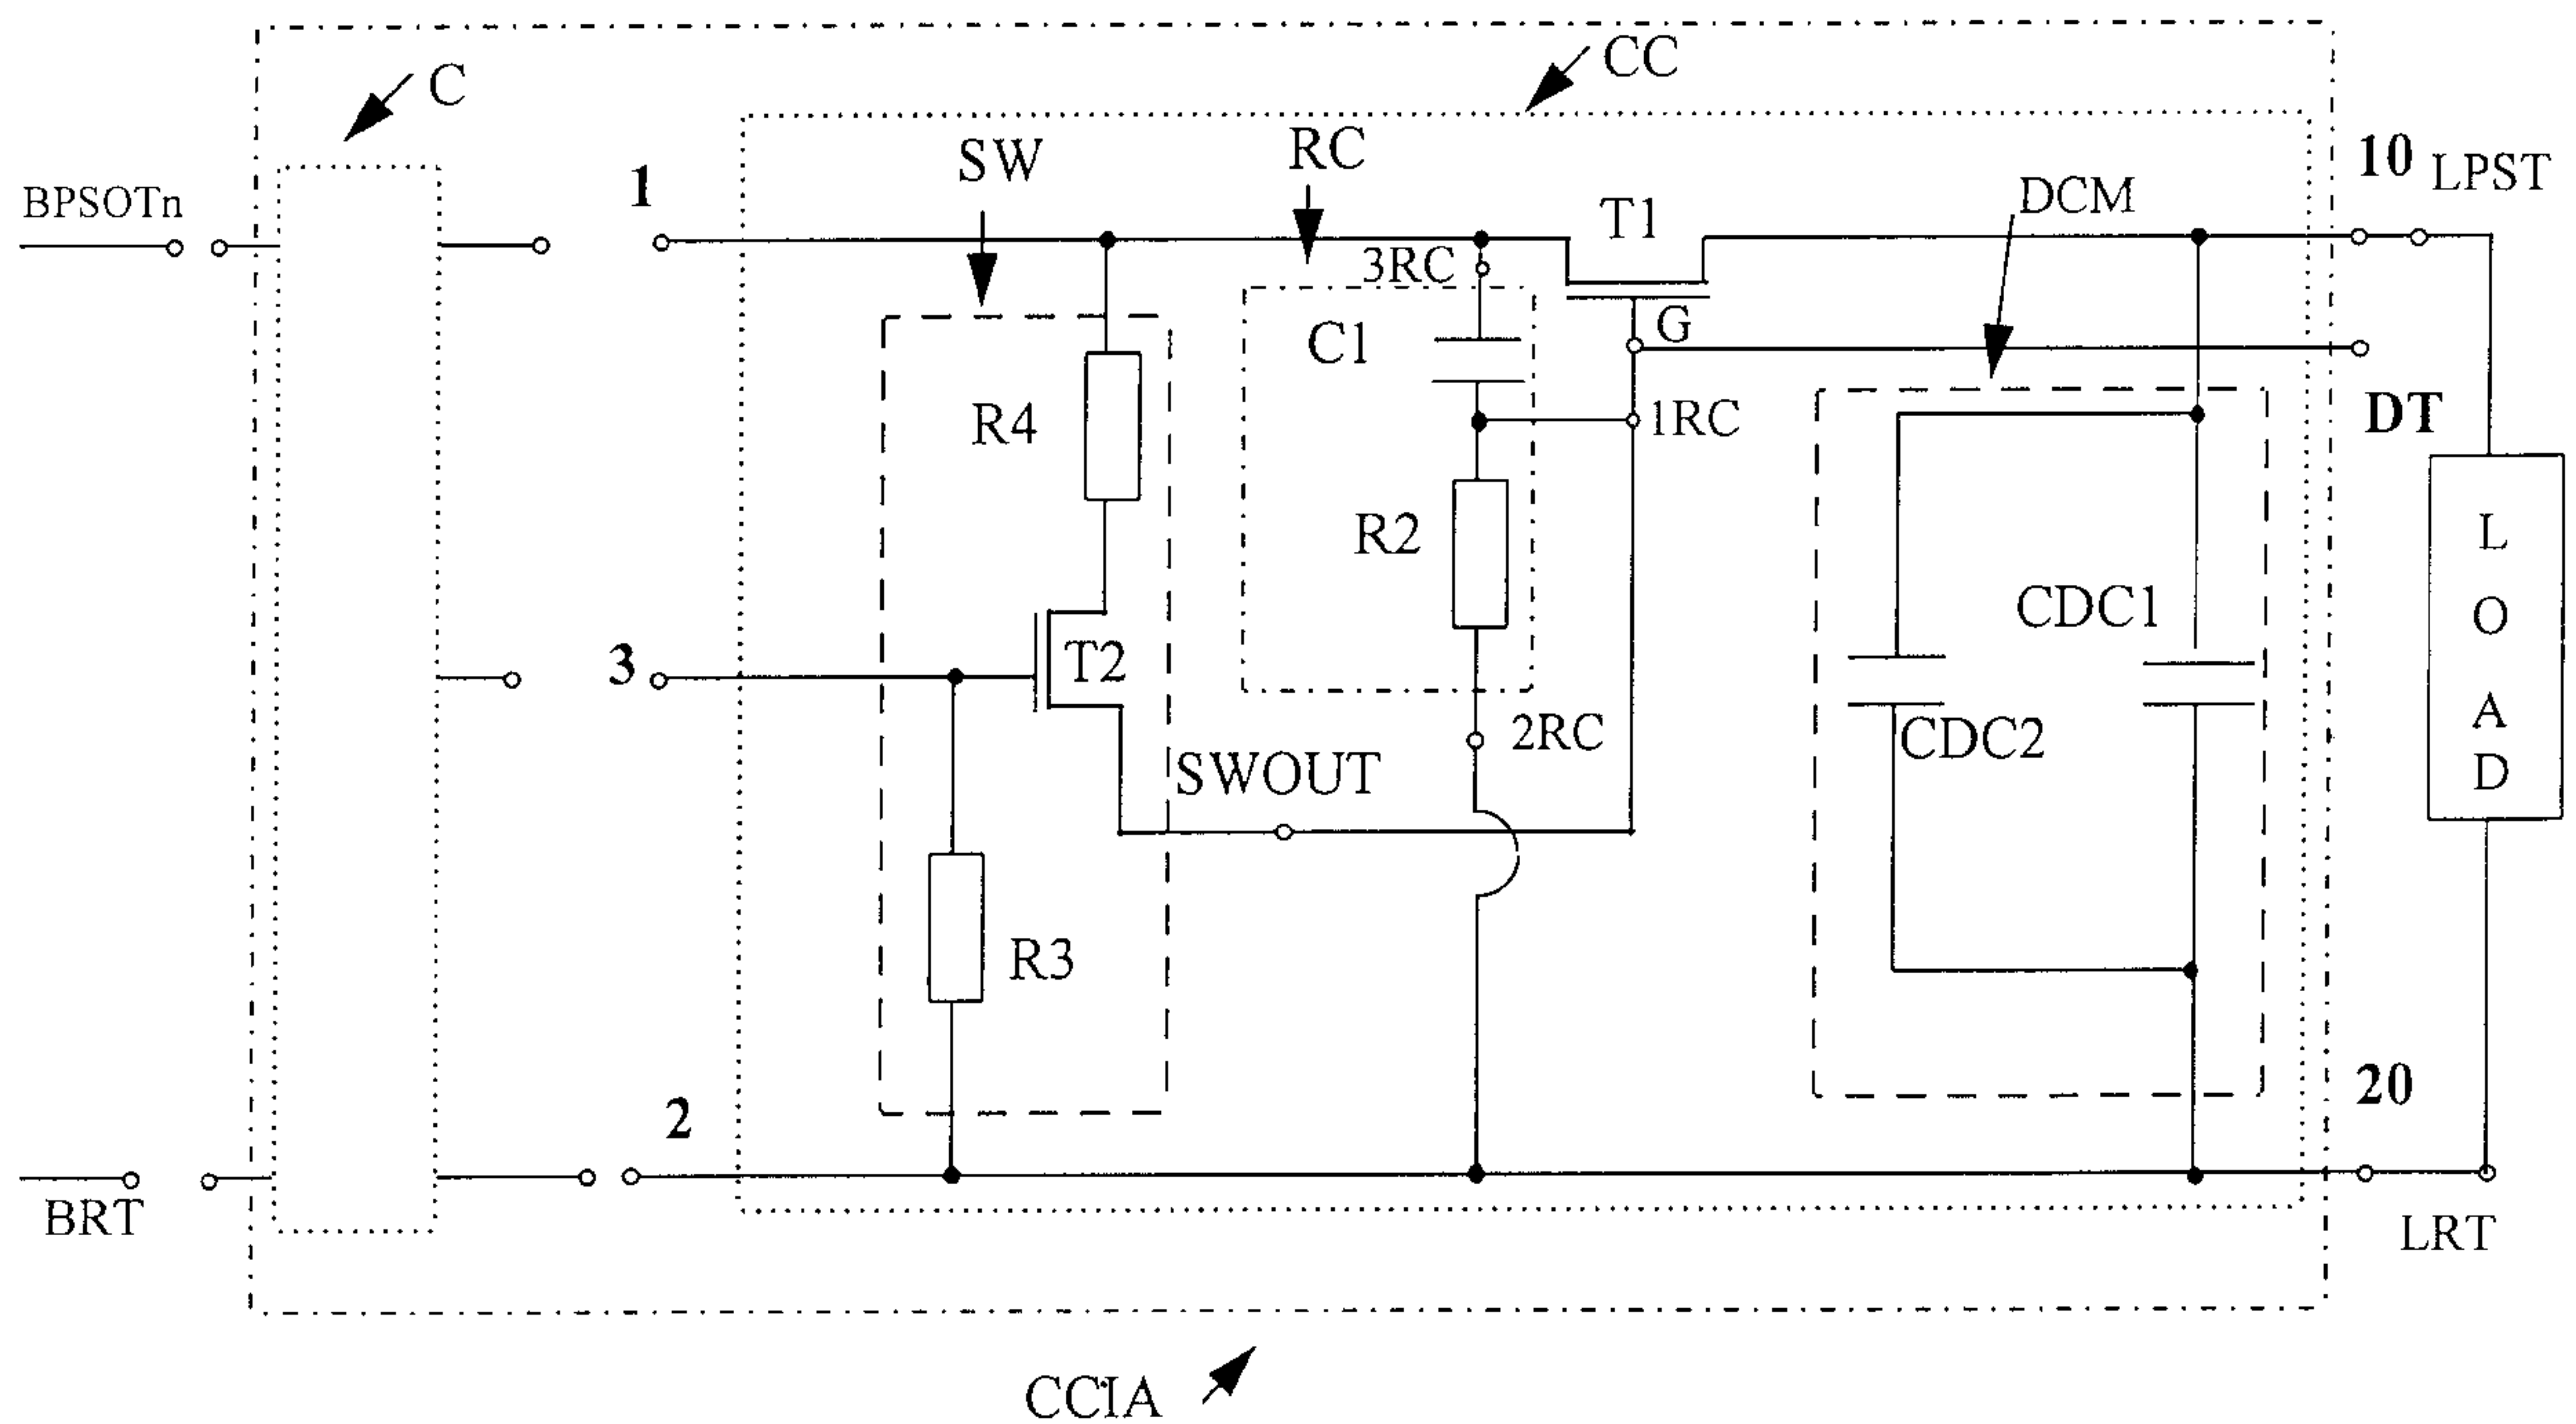 CC
C
RC
SW
10
LPST
DCM
1
BPSOTn
T1
3RC
G
C1
DT
R4
1RC
L
O
A
D
R2
CDC1
3
T2
2RC
CDC2
SWOUT
R3
20
2
BRT
LRT
CCIA